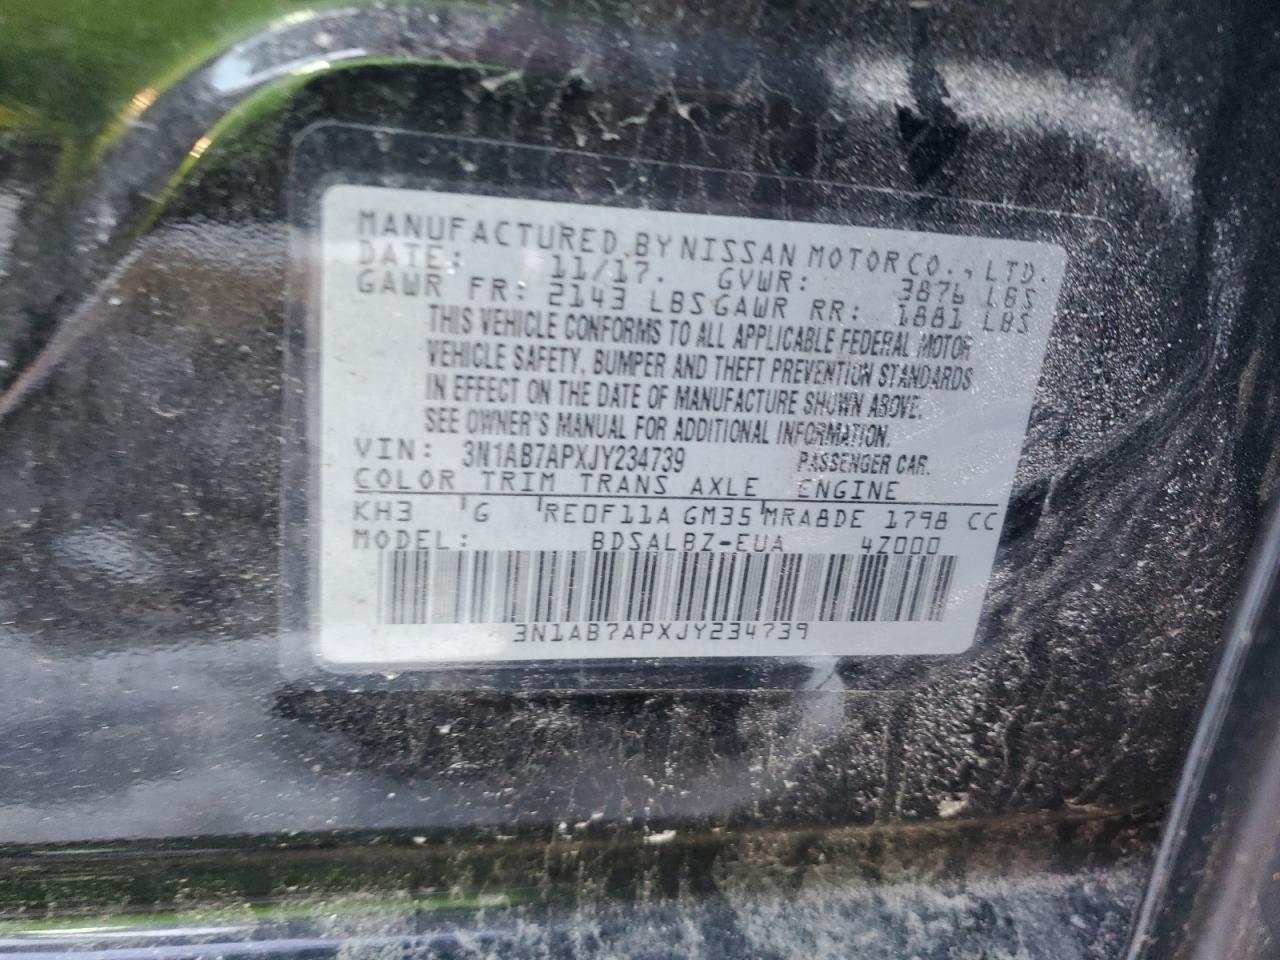 MANUFACTURED BY NISSAN MOTOR CO., LTD.
DATE: 11/17. GVWR: 3876 LBS
GAWR FR: 2143 LBS GAWR RR: 1881 LBS
THIS VEHICLE CONFORMS TO ALL APPLICABLE FEDERAL MOTOR
VEHICLE SAFETY, BUMPER AND THEFT PREVENTION STANDARDS
IN EFFECT ON THE DATE OF MANUFACTURE SHOWN ABOVE.
SEE OWNER'S MANUAL FOR ADDITIONAL INFORMATION.
VIN: 3N1AB7APXJY234739 PASSENGER CAR.
COLOR TRIM TRANS AXLE ENGINE
KH3 G RE0F11A GM35 MRA8DE 1798 CC
MODEL: BDSALBZ-EUA 4Z000
3N1AB7APXJY234739